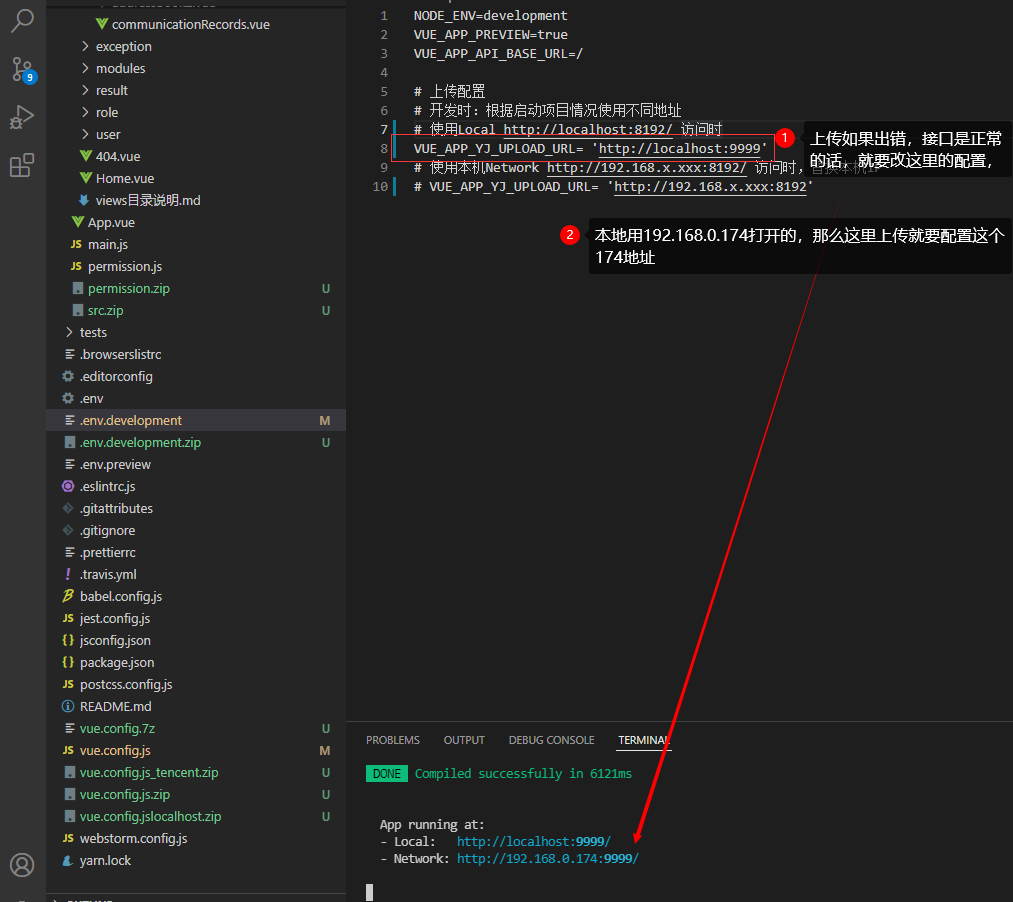 communicationRecords.vue
exception
modules
result
role
user
404.vue
Home.vue
views目录说明.md
App.vue
JS main.js
JS permission.js
permission.zip U
src.zip U
tests
.browserslistrc
.editorconfig
.env
.env.development M
.env.development.zip U
.env.preview
.eslintrc.js
.gitattributes
.gitignore
.prettierrc
! .travis.yml
babel.config.js
JS jest.config.js
{} jsconfig.json
{} package.json
JS postcss.config.js
README.md
vue.config.7z U
JS vue.config.js M
vue.config.js_tencent.zip U
vue.config.js.zip U
vue.config.jslocalhost.zip U
JS webstorm.config.js
yarn.lock
9
1 NODE_ENV=development
2 VUE_APP_PREVIEW=true
3 VUE_APP_API_BASE_URL=/
4
5 # 上传配置
6 # 开发时：根据启动项目情况使用不同地址
7 # 使用Local http://localhost:8192/ 访问时
8 VUE_APP_YJ_UPLOAD_URL= 'http://localhost:9999'
9 # 使用本机Network http://192.168.x.xxx:8192/ 访问时，替换本机IP
10 # VUE_APP_YJ_UPLOAD_URL= 'http://192.168.x.xxx:8192'
1 上传如果出错，接口是正常
的话，就要改这里的配置，
2 本地用192.168.0.174打开的，那么这里上传就要配置这个
174地址
PROBLEMS OUTPUT DEBUG CONSOLE TERMINAL
DONE Compiled successfully in 6121ms
App running at:
- Local: http://localhost:9999/
- Network: http://192.168.0.174:9999/